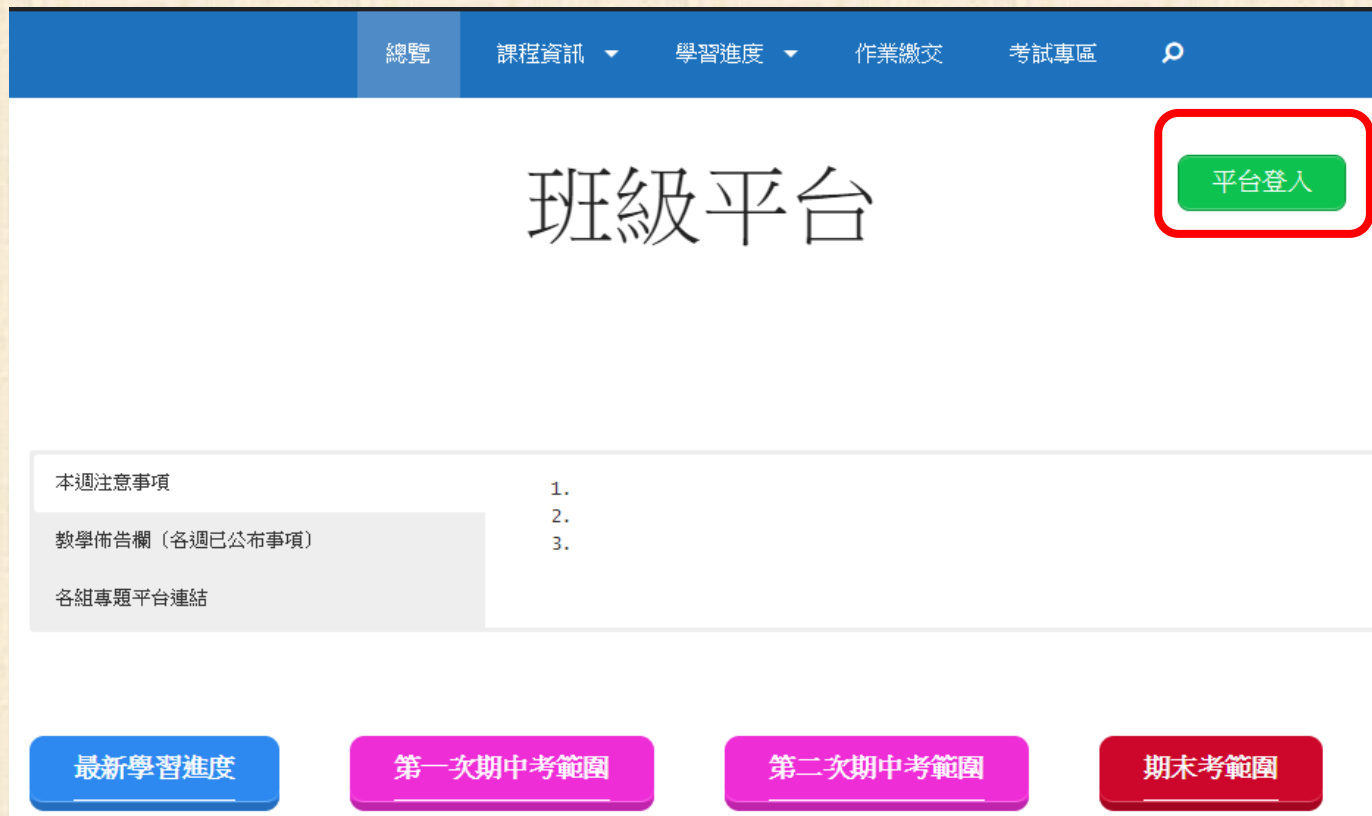 總覽 課程資訊 學習進度 作業繳交 考試專區
班級平台
平台登入
本週注意事項
教學佈告欄（各週已公布事項）
各組專題平台連結
1.
2.
3.
最新學習進度 第一次期中考範圍 第二次期中考範圍 期末考範圍